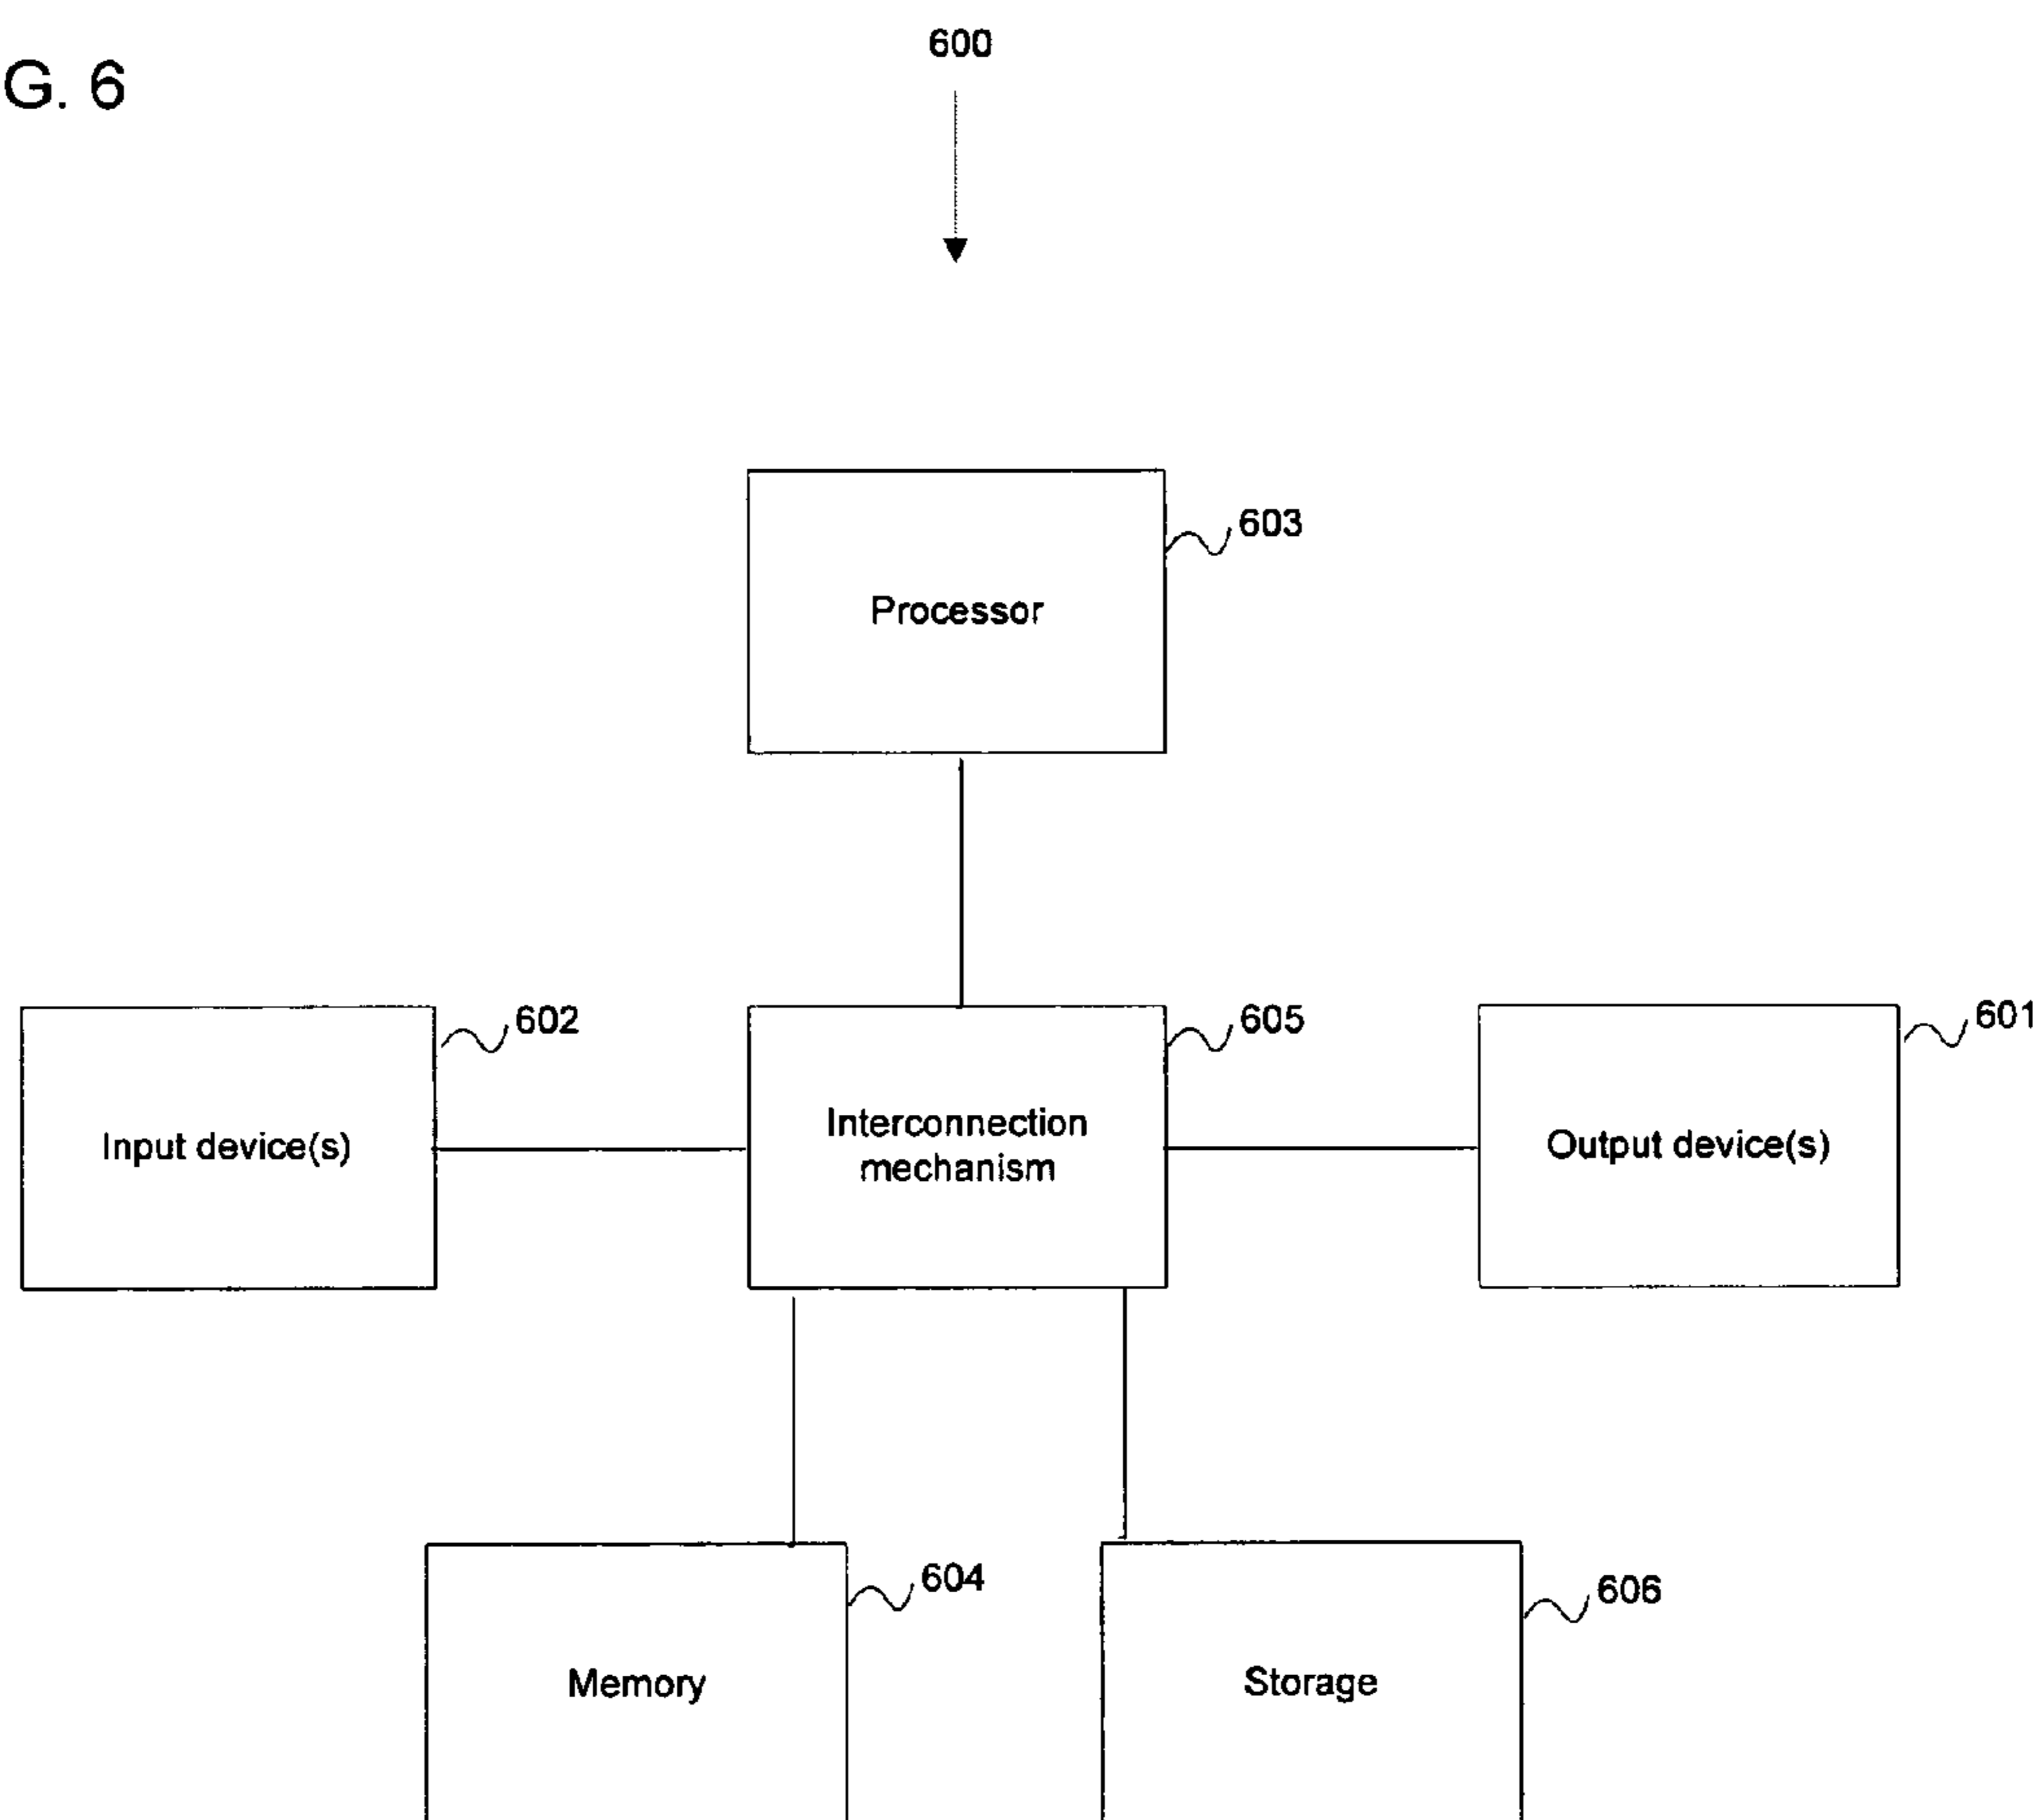 G. 6
600
603
Processor
602
605
601
Input device(s)
Interconnection
mechanism
Output device(s)
604
606
Memory
Storage